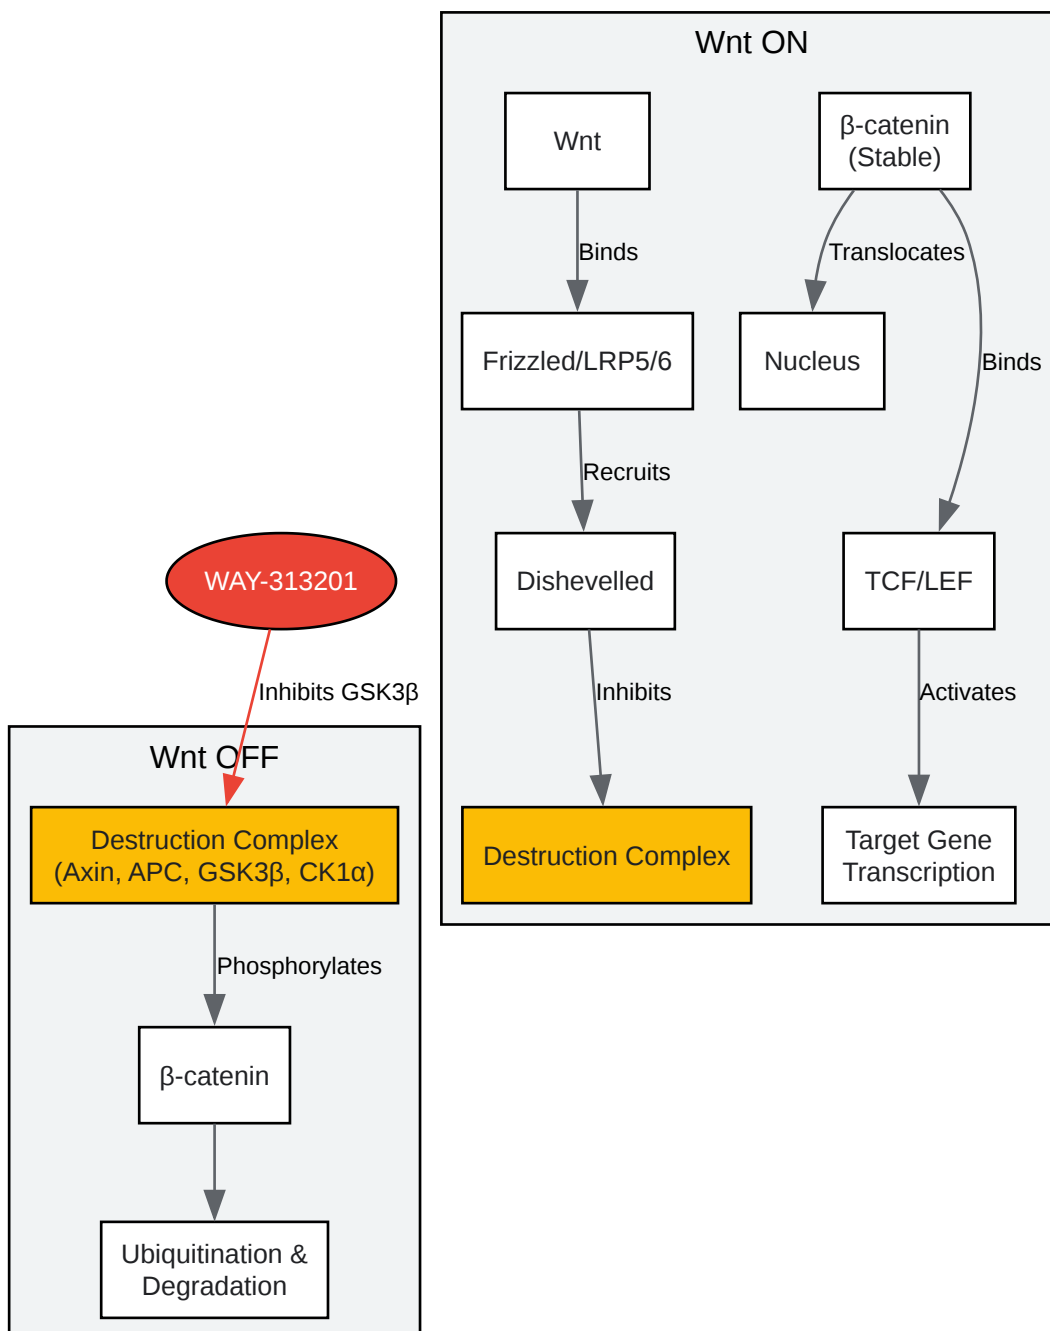 Wnt ON
Wnt
β-catenin
(Stable)
Binds
Translocates
Frizzled/LRP5/6
Nucleus
Binds
Recruits
WAY-313201
Dishevelled
TCF/LEF
Inhibits GSK3β
Inhibits
Activates
Wnt OFF
Destruction Complex
(Axin, APC, GSK3β, CK1α)
Destruction Complex
Target Gene
Transcription
Phosphorylates
β-catenin
Ubiquitination &
Degradation